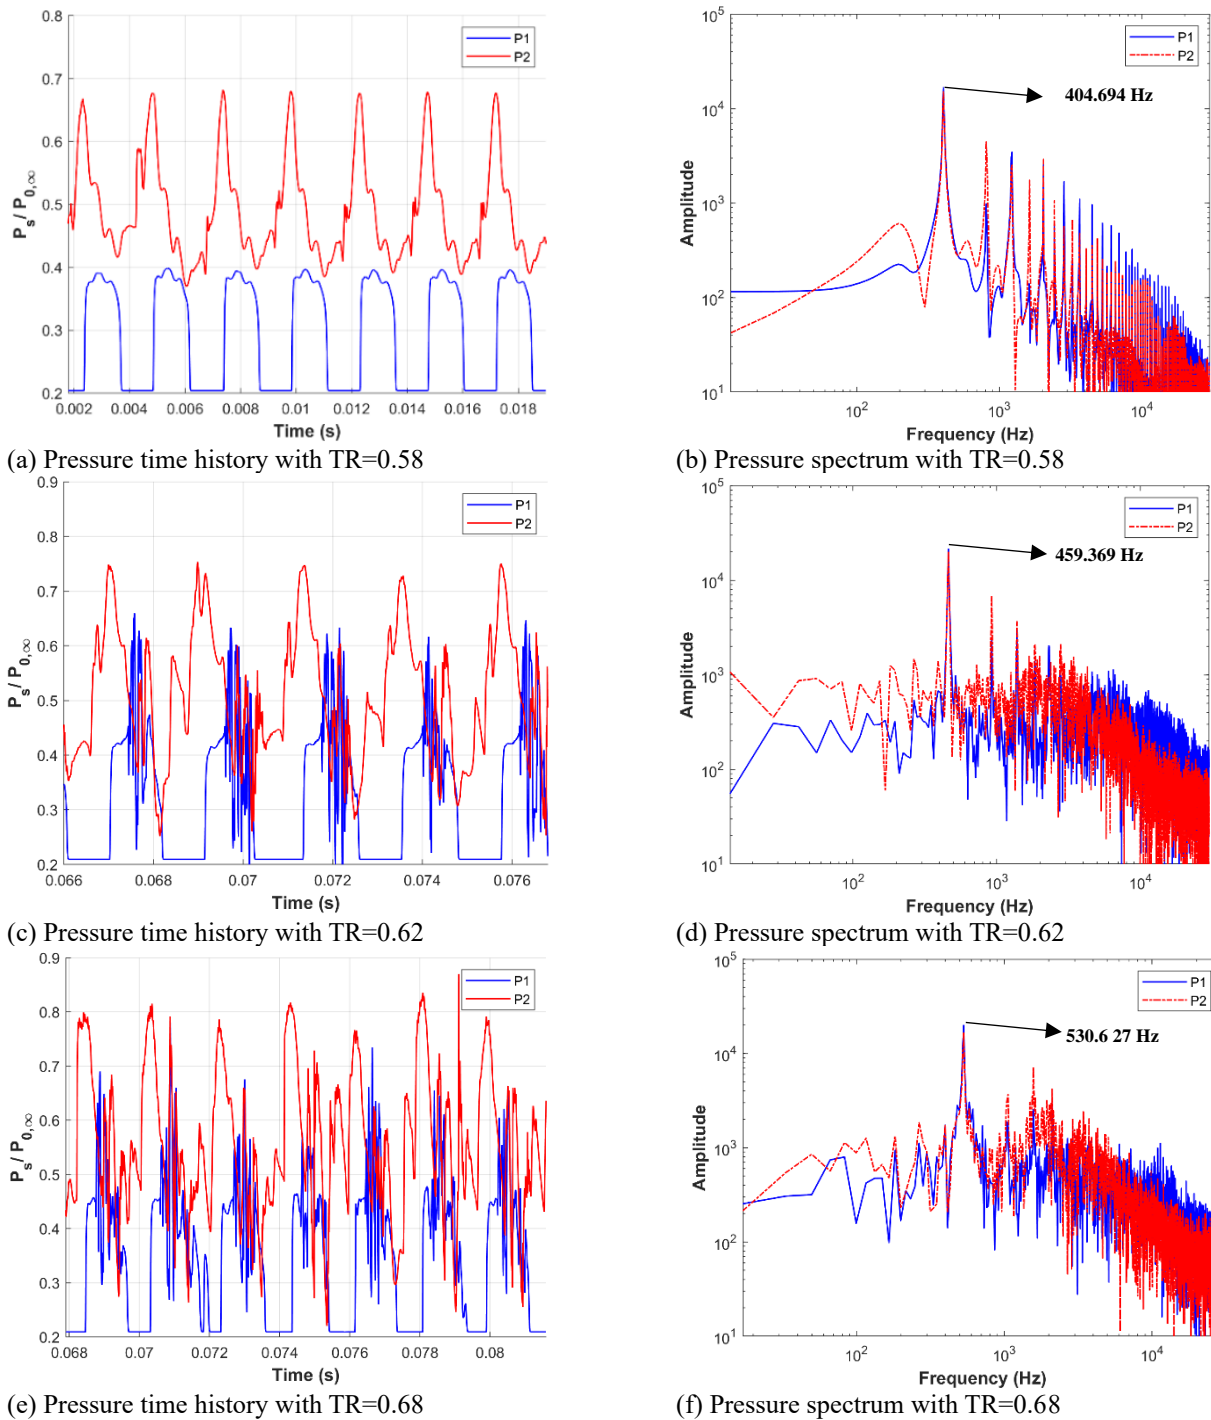 0.8
0.7
0.6
0.5
0.4
0.3
0.2
P_s / P_{0,∞}
0.002 0.004 0.006 0.008 0.01 0.012 0.014 0.016 0.018
Time (s)
P1
P2
(a) Pressure time history with TR=0.58
10^5
10^4
10^3
10^2
10^1
Amplitude
10^2 10^3 10^4
Frequency (Hz)
P1
P2
404.694 Hz
(b) Pressure spectrum with TR=0.58
0.9
0.8
0.7
0.6
0.5
0.4
0.3
0.2
P_s / P_{0,∞}
0.066 0.068 0.07 0.072 0.074 0.076
Time (s)
P1
P2
(c) Pressure time history with TR=0.62
10^5
10^4
10^3
10^2
10^1
Amplitude
10^2 10^3 10^4
Frequency (Hz)
P1
P2
459.369 Hz
(d) Pressure spectrum with TR=0.62
0.9
0.8
0.7
0.6
0.5
0.4
0.3
0.2
P_s / P_{0,∞}
0.068 0.07 0.072 0.074 0.076 0.078 0.08
Time (s)
P1
P2
(e) Pressure time history with TR=0.68
10^5
10^4
10^3
10^2
10^1
Amplitude
10^2 10^3 10^4
Frequency (Hz)
P1
P2
530.6 27 Hz
(f) Pressure spectrum with TR=0.68